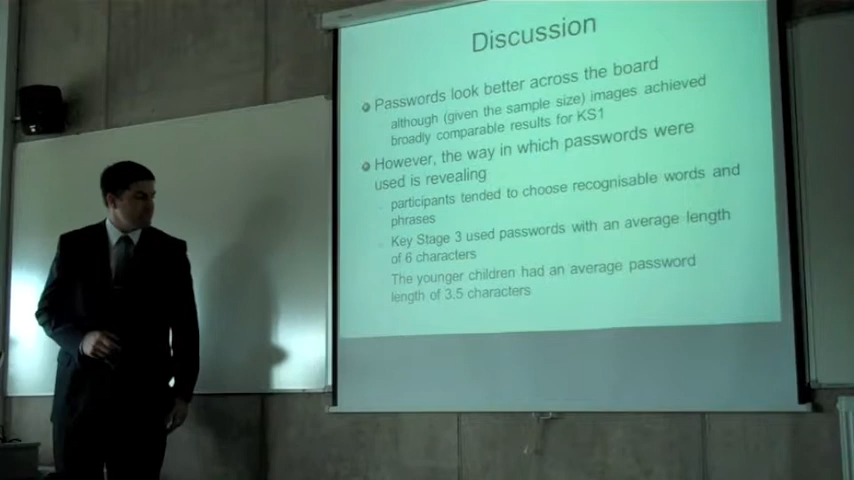 Discussion
Passwords look better across the board
although (given the sample size) images achieved
broadly comparable results for KS1
However, the way in which passwords were
used is revealing
participants tended to choose recognisable words and
phrases
Key Stage 3 used passwords with an average length
of 6 characters
The younger children had an average password
length of 3.5 characters